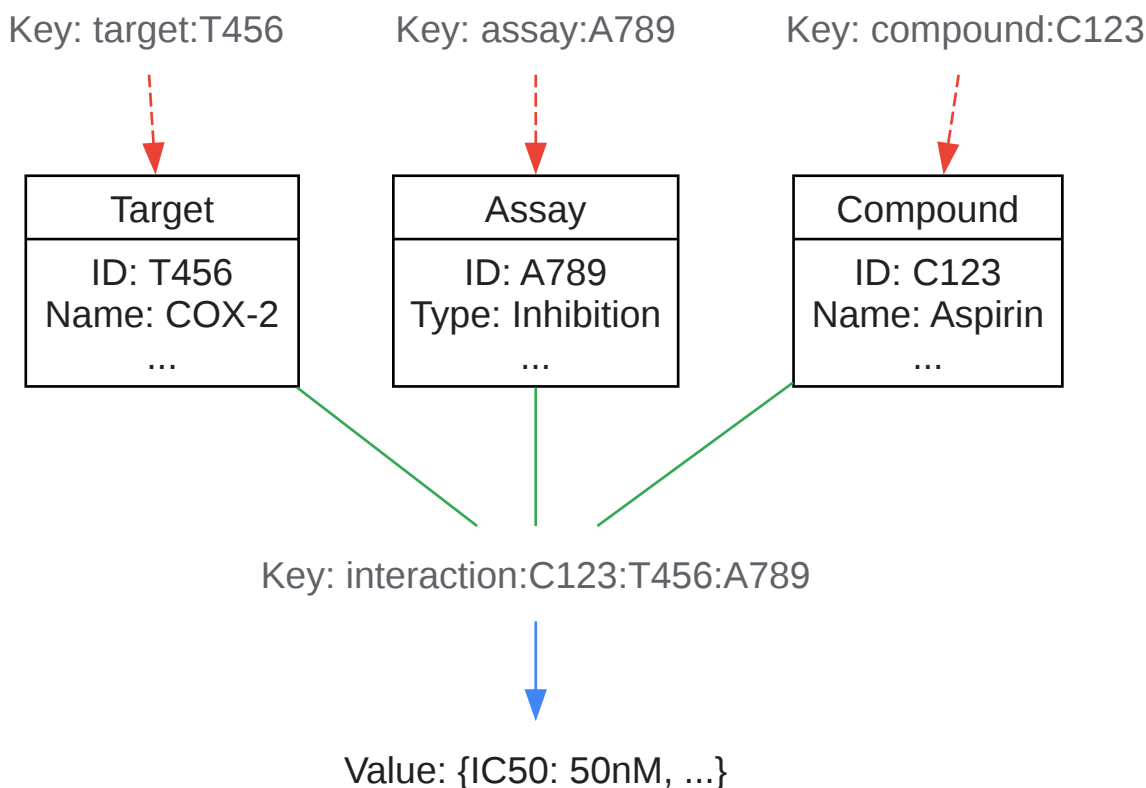 Key: target:T456
Key: assay:A789
Key: compound:C123
Target
ID: T456
Name: COX-2
...
Assay
ID: A789
Type: Inhibition
...
Compound
ID: C123
Name: Aspirin
...
Key: interaction:C123:T456:A789
Value: {IC50: 50nM, ...}